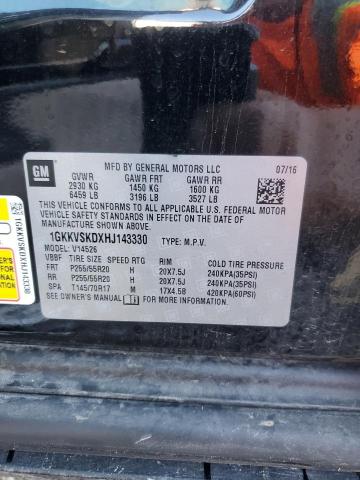 GM
MFD BY GENERAL MOTORS LLC 07/16
GVWR GAWR FRT GAWR RR
2930 KG 1450 KG 1600 KG
6459 LB 3196 LB 3527 LB
THIS VEHICLE CONFORMS TO ALL APPLICABLE U.S. FEDERAL MOTOR VEHICLE
SAFETY STANDARDS IN EFFECT ON THE DATE OF
MANUFACTURE SHOWN ABOVE.
1GKKVSKDXHJ143330 TYPE: M.P.V.
MODEL: V14526
VBBF TIRE SIZE SPEED RTG RIM COLD TIRE PRESSURE
FRT P255/55R20 H 20X7.5J 240KPA(35PSI)
RR P255/55R20 H 20X7.5J 240KPA(35PSI)
SPA T145/70R17 M 17X4.5B 420KPA(60PSI)
SEE OWNER'S MANUAL FOR MORE INFORMATION.
1GKKVSKDXHJ143330